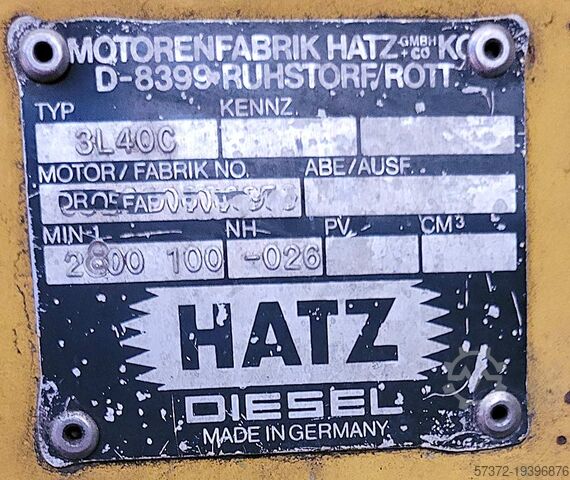 MOTORENFABRIK HATZ GMBH + CO KG
D-8399 RUHSTORF/ROTT
TYP KENNZ.
3L40C
MOTOR/FABRIK NO. ABE/AUSF.
MIN-1 NH PV CM³
2800 100 -026
HATZ
DIESEL
MADE IN GERMANY
57372-19396876